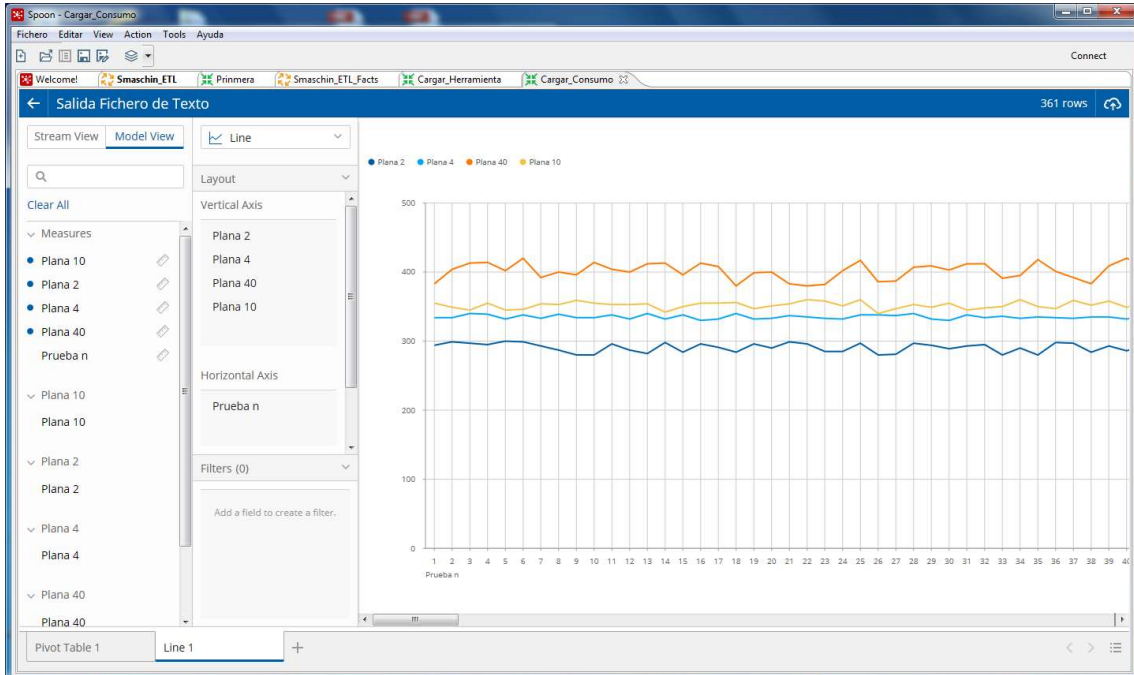 Spoon - Cargar_Consumo
Fichero Editar View Action Tools Ayuda
Connect
Welcome! Smaschin_ETL Prinmera Smaschin_ETL_Facts Cargar_Herramienta Cargar_Consumo
Salida Fichero de Texto 361 rows
Stream View Model View
Clear All
Measures
Plana 10
Plana 2
Plana 4
Plana 40
Prueba n
Plana 10
Plana 10
Plana 2
Plana 2
Plana 4
Plana 4
Plana 40
Plana 40
Line
Layout
Vertical Axis
Plana 2
Plana 4
Plana 40
Plana 10
Horizontal Axis
Prueba n
Filters (0)
Add a field to create a filter.
Plana 2 Plana 4 Plana 40 Plana 10
500
400
300
200
100
0
1 2 3 4 5 6 7 8 9 10 11 12 13 14 15 16 17 18 19 20 21 22 23 24 25 26 27 28 29 30 31 32 33 34 35 36 37 38 39 40
Prueba n
Pivot Table 1 Line 1